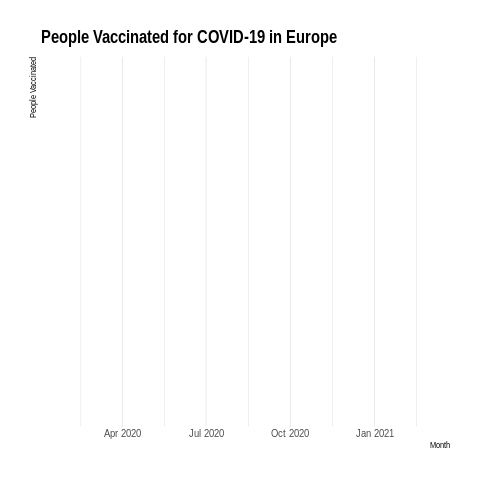 People Vaccinated for COVID-19 in Europe
People Vaccinated
Apr 2020
Jul 2020
Oct 2020
Jan 2021
Month